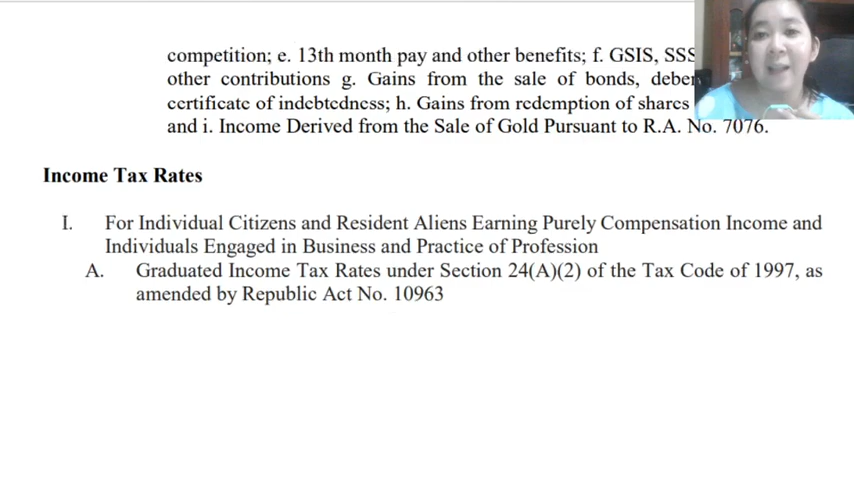 competition; e. 13th month pay and other benefits; f. GSIS, SSS
other contributions g. Gains from the sale of bonds,
certificate of indebtedness; h. Gains from redemption of shares
and i. Income Derived from the Sale of Gold Pursuant to R.A. No. 7076.
Income Tax Rates
I. For Individual Citizens and Resident Aliens Earning Purely Compensation Income and
Individuals Engaged in Business and Practice of Profession
A. Graduated Income Tax Rates under Section 24(A)(2) of the Tax Code of 1997, as
amended by Republic Act No. 10963